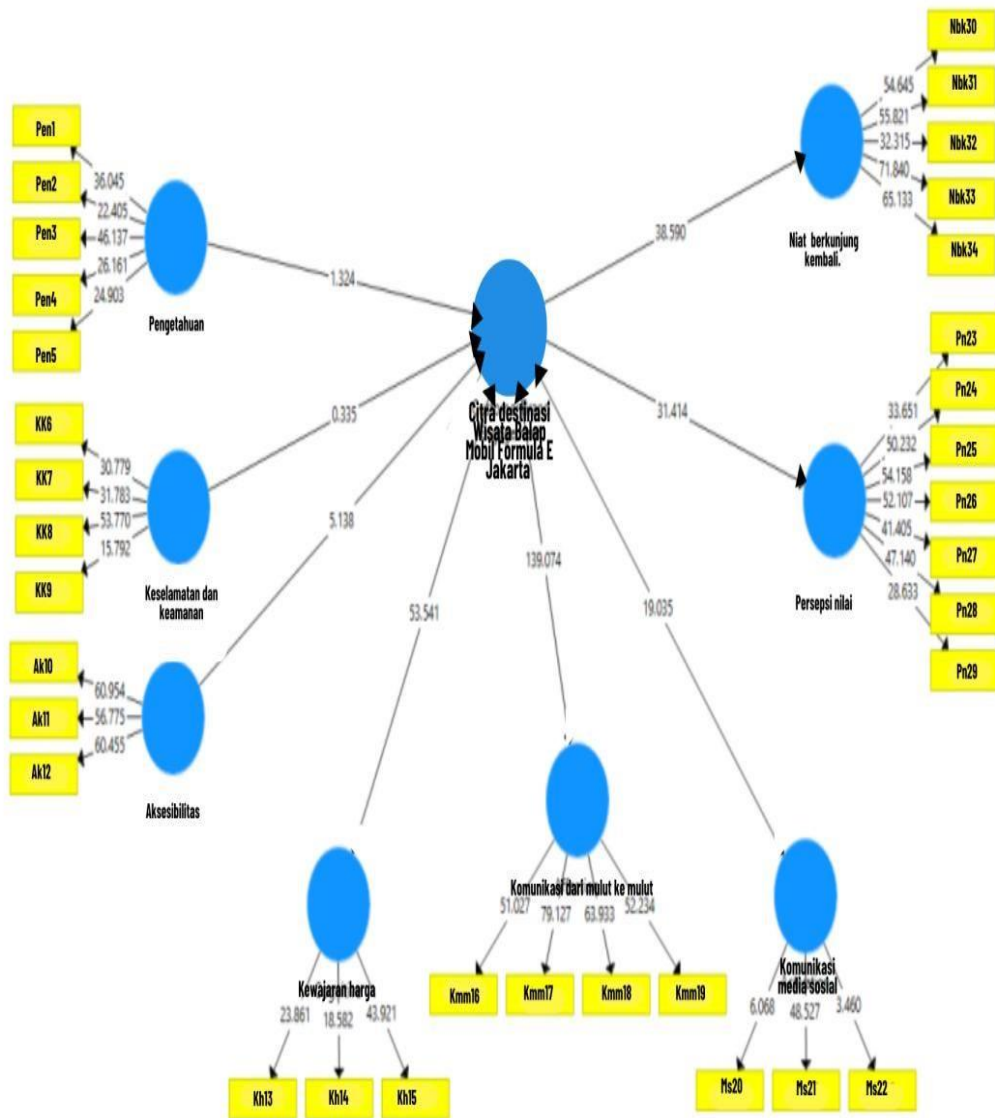 Nbk30
54.645
Nbk31
55.821
Nbk32
32.315
Nbk33
71.840
Nbk34
65.133
Niat berkunjung
kembali.
Pen1
36.045
Pen2
22.405
Pen3
46.137
Pen4
26.161
Pen5
24.903
Pengetahuan
1.324
38.590
Citra destinasi
Wisata Balap
Mobil Formula E
Jakarta
Pn23
33.651
Pn24
50.232
Pn25
54.158
Pn26
52.107
Pn27
41.405
Pn28
47.140
Pn29
28.633
Persepsi nilai
31.414
KK6
30.779
KK7
31.783
KK8
53.770
KK9
15.792
Keselamatan dan
keamanan
0.335
5.138
Ak10
60.954
Ak11
56.775
Ak12
60.455
Aksesibilitas
53.541
139.074
19.035
Kewajaran harga
23.861
18.582
43.921
Kh13
Kh14
Kh15
Komunikasi dari mulut ke mulut
51.027
79.127
63.933
52.234
Kmm16
Kmm17
Kmm18
Kmm19
Komunikasi
media sosial
6.068
48.527
3.460
Ms20
Ms21
Ms22